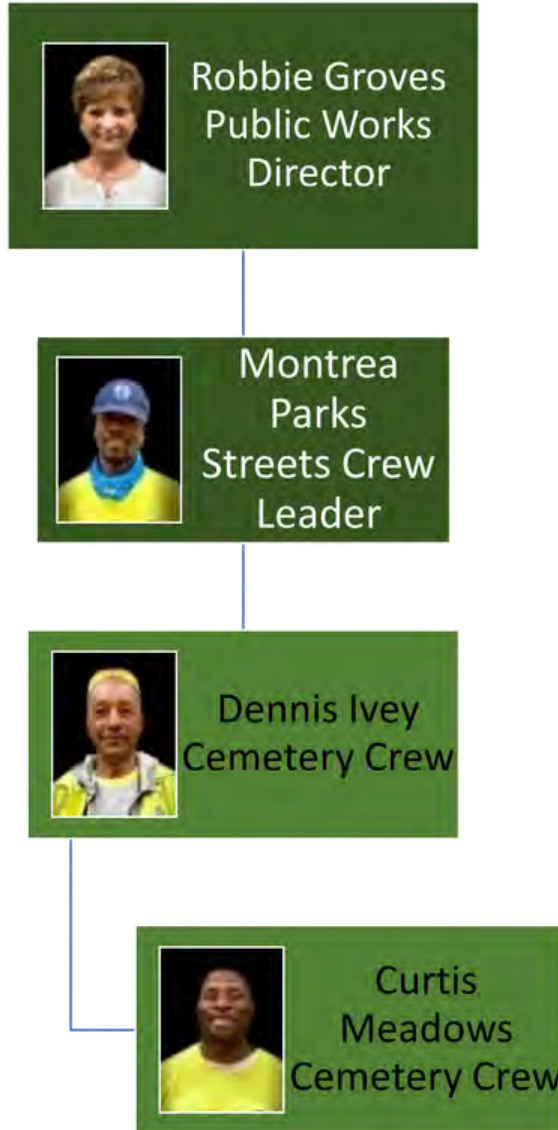 Robbie Groves
Public Works
Director
Montrea
Parks
Streets Crew
Leader
Dennis Ivey
Cemetery Crew
Curtis
Meadows
Cemetery Crew